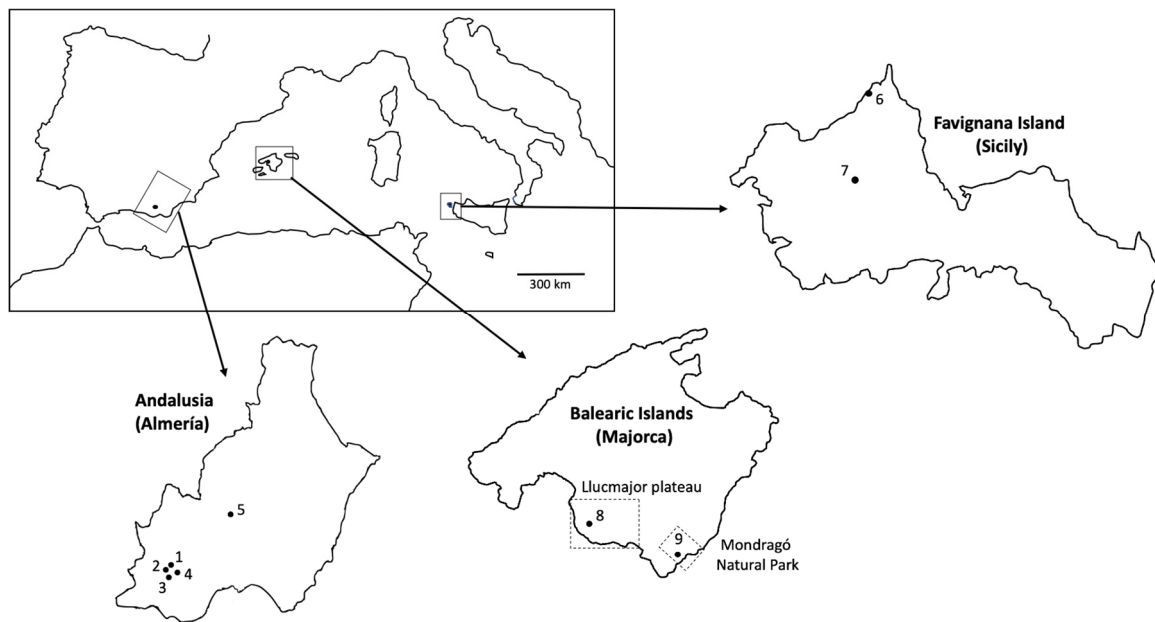 6
Favignana Island
(Sicily)
7
300 km
Andalusia
(Almería)
Balearic Islands
(Majorca)
Llucmajor plateau
5
8
9
Mondragó
Natural Park
1
2
4
3